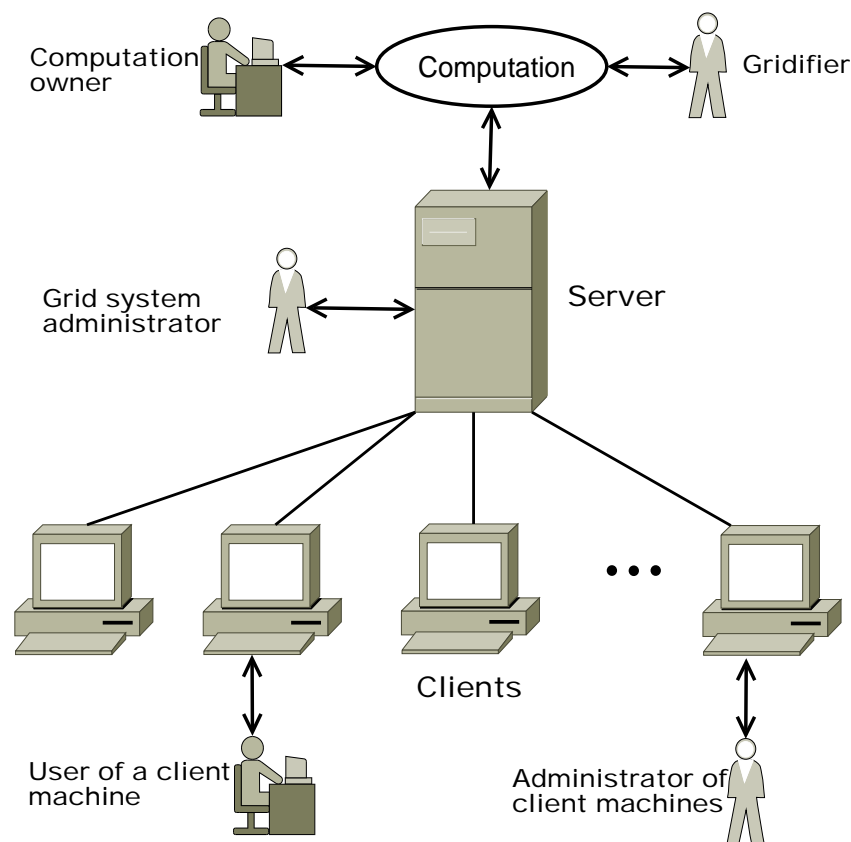 Computation
owner
Computation
Gridifier
Grid system
administrator
Server
Clients
User of a client
machine
Administrator of
client machines